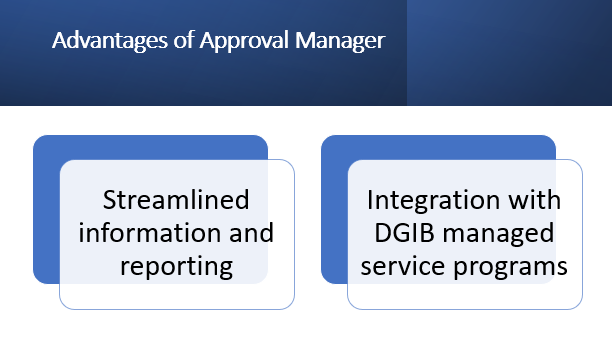 Advantages of Approval Manager
Streamlined
information and
reporting
Integration with
DGIB managed
service programs